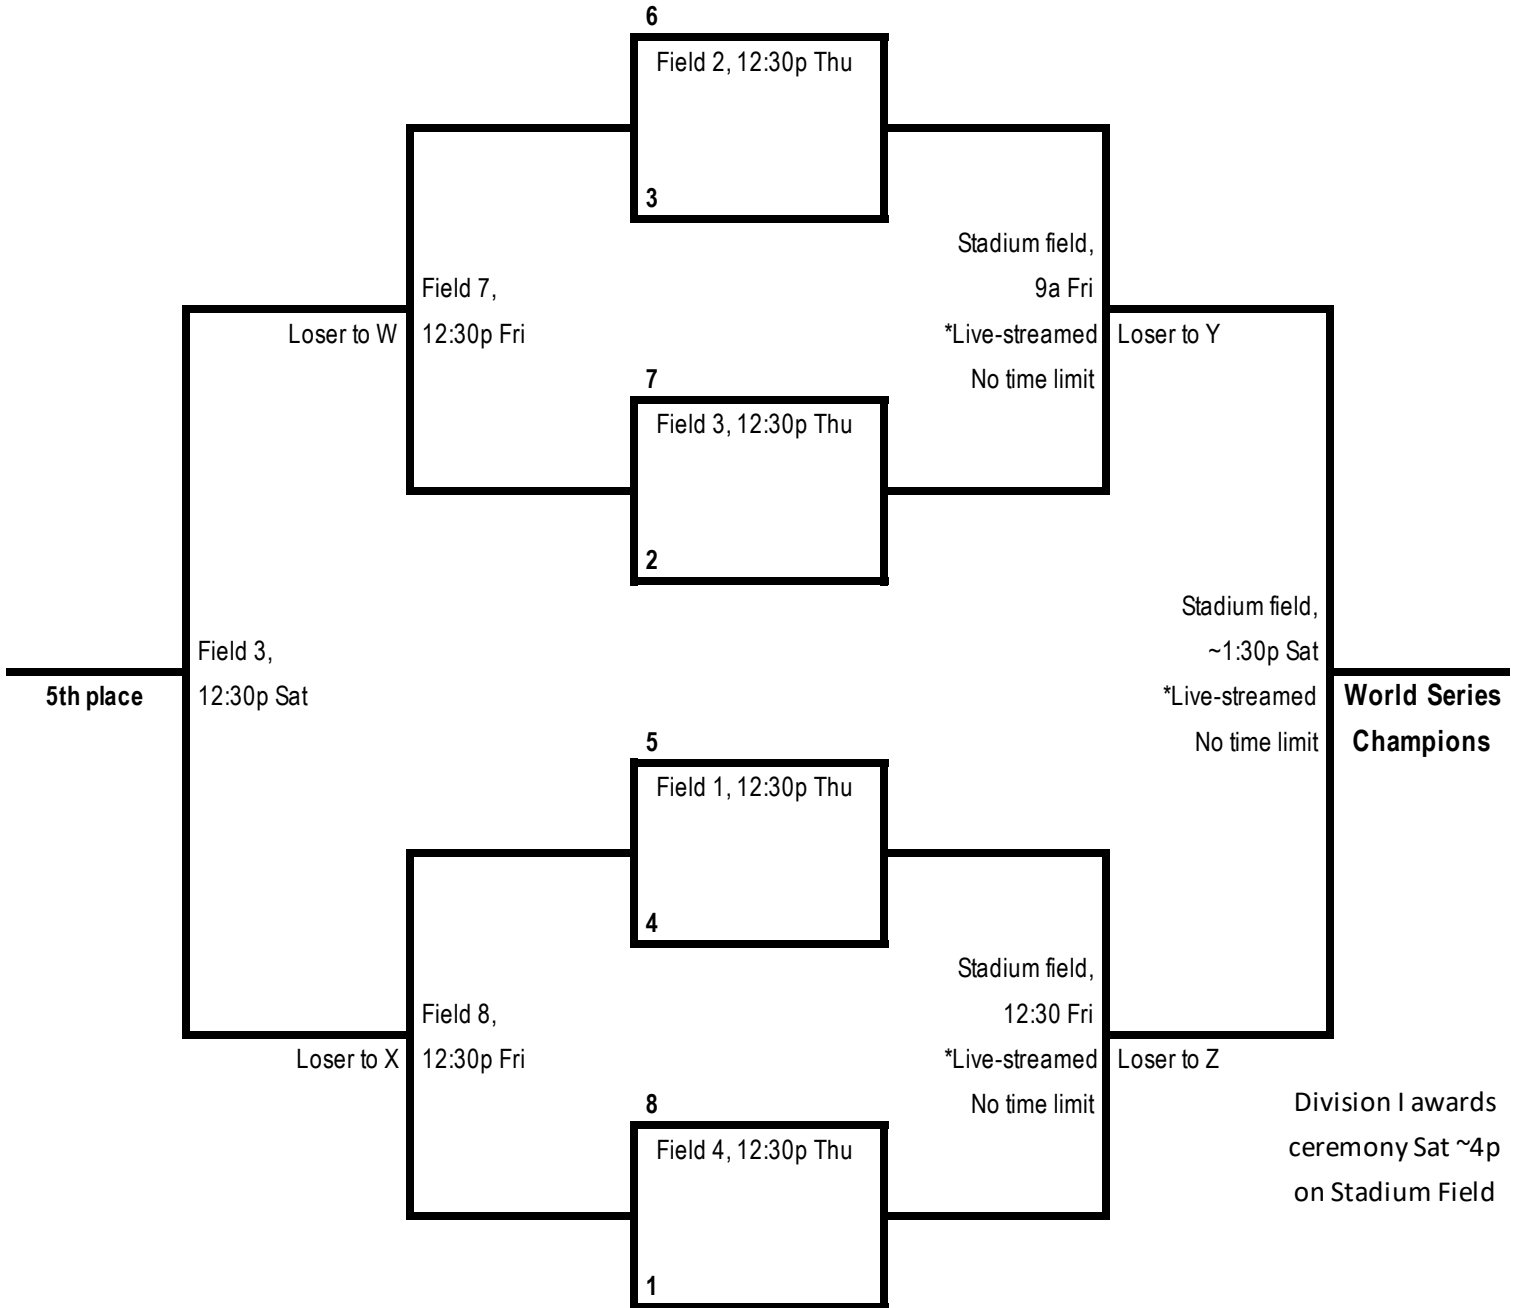 6
Field 2, 12:30p Thu
3
Stadium field,
9a Fri
*Live-streamed
No time limit
Field 7,
12:30p Fri
Loser to W
Loser to Y
7
Field 3, 12:30p Thu
2
Stadium field,
~1:30p Sat
*Live-streamed
No time limit
World Series
Champions
Field 3,
12:30p Sat
5th place
5
Field 1, 12:30p Thu
4
Stadium field,
12:30 Fri
*Live-streamed
No time limit
Field 8,
12:30p Fri
Loser to X
Loser to Z
8
Field 4, 12:30p Thu
1
Division I awards
ceremony Sat ~4p
on Stadium Field